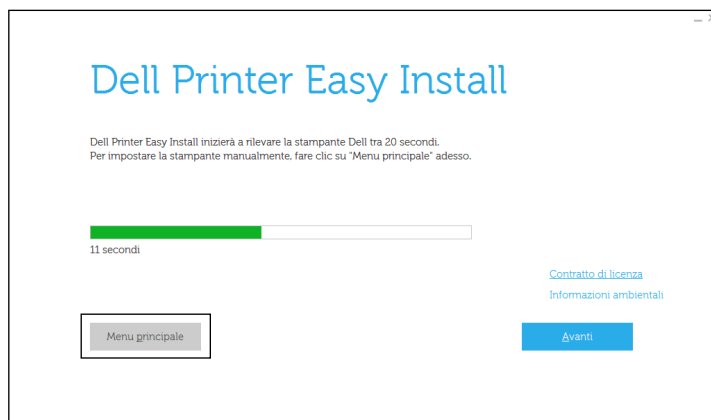 Dell Printer Easy Install
Dell Printer Easy Install inizierà a rilevare la stampante Dell tra 20 secondi.
Per impostare la stampante manualmente, fare clic su "Menu principale" adesso.
11 secondi
Contratto di licenza
Informazioni ambientali
Menu principale
Avanti